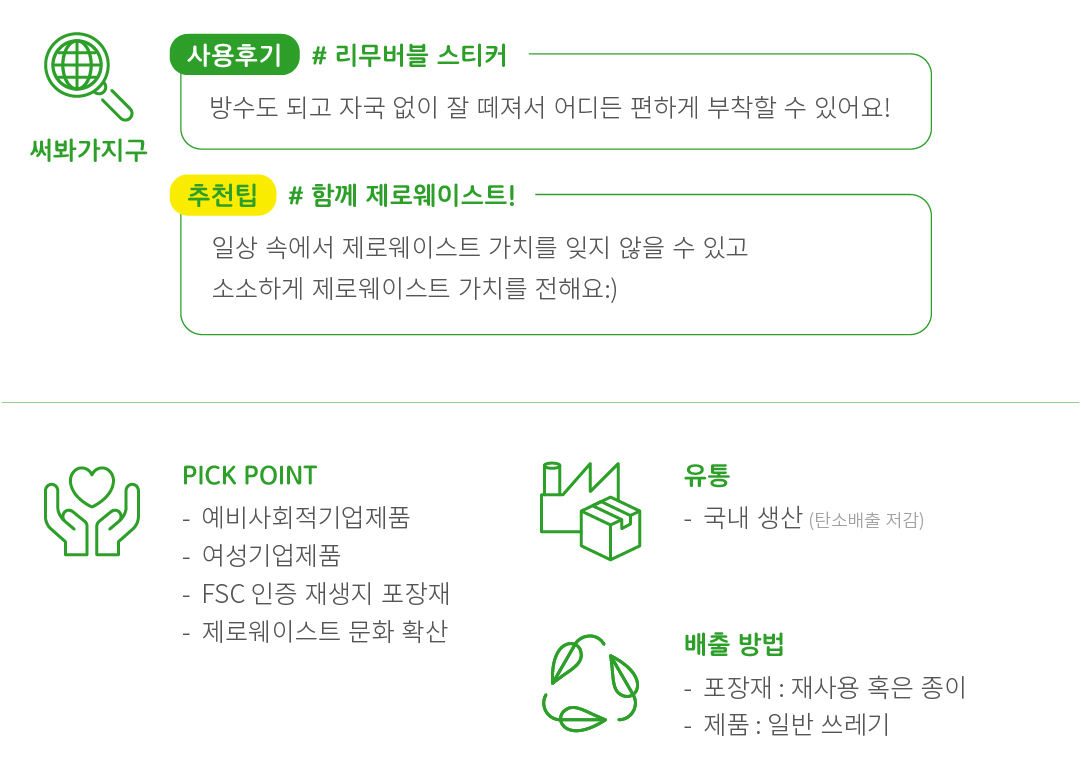 써봐가지구
사용후기 # 리무버블 스티커
방수도 되고 자국 없이 잘 떼져서 어디든 편하게 부착할 수 있어요!
추천팁 # 함께 제로웨이스트!
일상 속에서 제로웨이스트 가치를 잊지 않을 수 있고
소소하게 제로웨이스트 가치를 전해요:)
PICK POINT
- 예비사회적기업제품
- 여성기업제품
- FSC 인증 재생지 포장재
- 제로웨이스트 문화 확산
유통
- 국내 생산 (탄소배출 저감)
배출 방법
- 포장재 : 재사용 혹은 종이
- 제품 : 일반 쓰레기